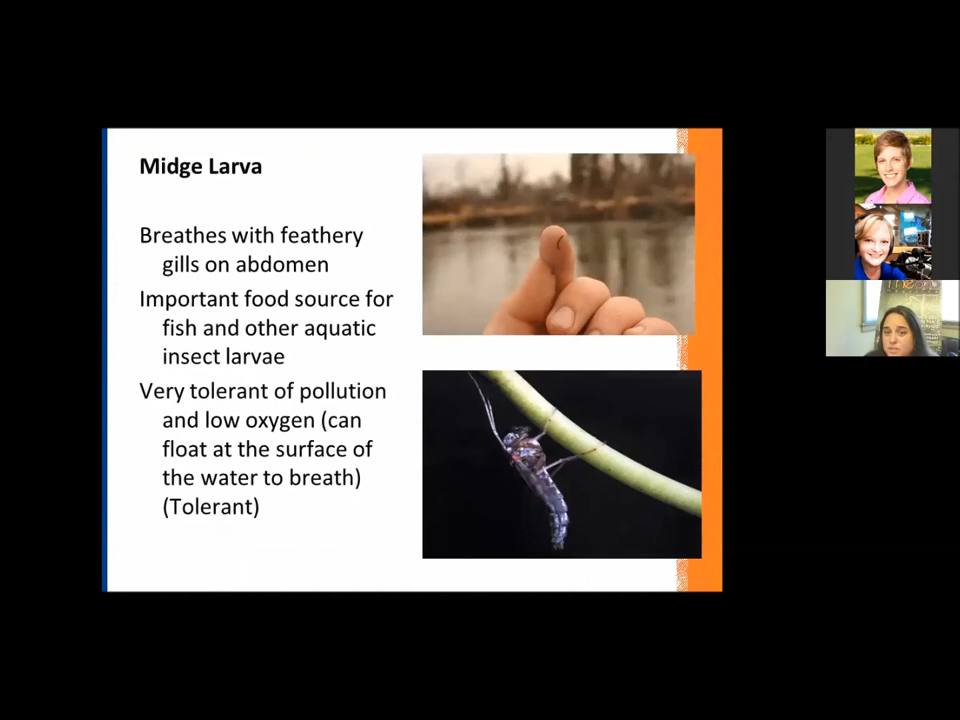 Midge Larva
Breathes with feathery
gills on abdomen
Important food source for
fish and other aquatic
insect larvae
Very tolerant of pollution
and low oxygen (can
float at the surface of
the water to breath)
(Tolerant)